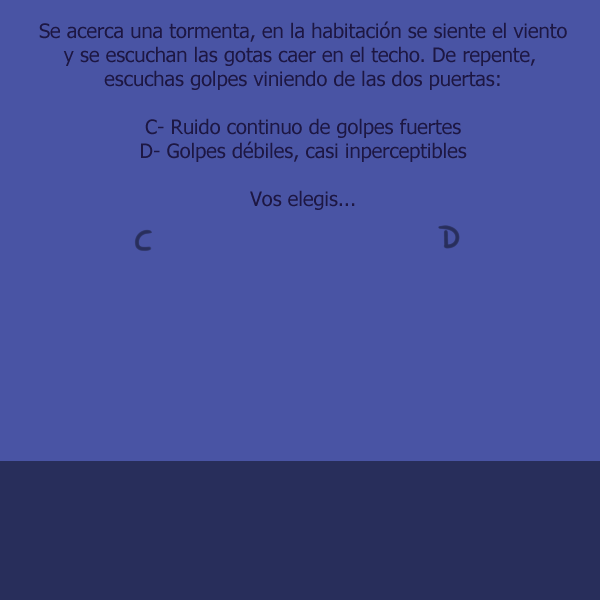 Se acerca una tormenta, en la habitación se siente el viento
y se escuchan las gotas caer en el techo. De repente,
escuchas golpes viniendo de las dos puertas:
C- Ruido continuo de golpes fuertes
D- Golpes débiles, casi inperceptibles
Vos elegis...
C D